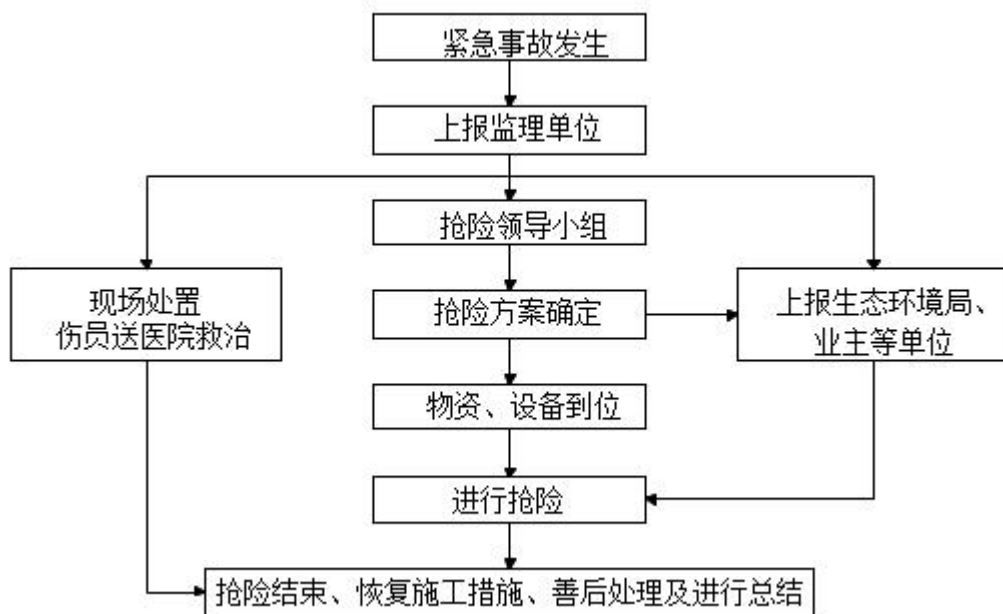 紧急事故发生
上报监理单位
抢险领导小组
现场处置
伤员送医院救治
抢险方案确定
上报生态环境局、
业主等单位
物资、设备到位
进行抢险
抢险结束、恢复施工措施、善后处理及进行总结